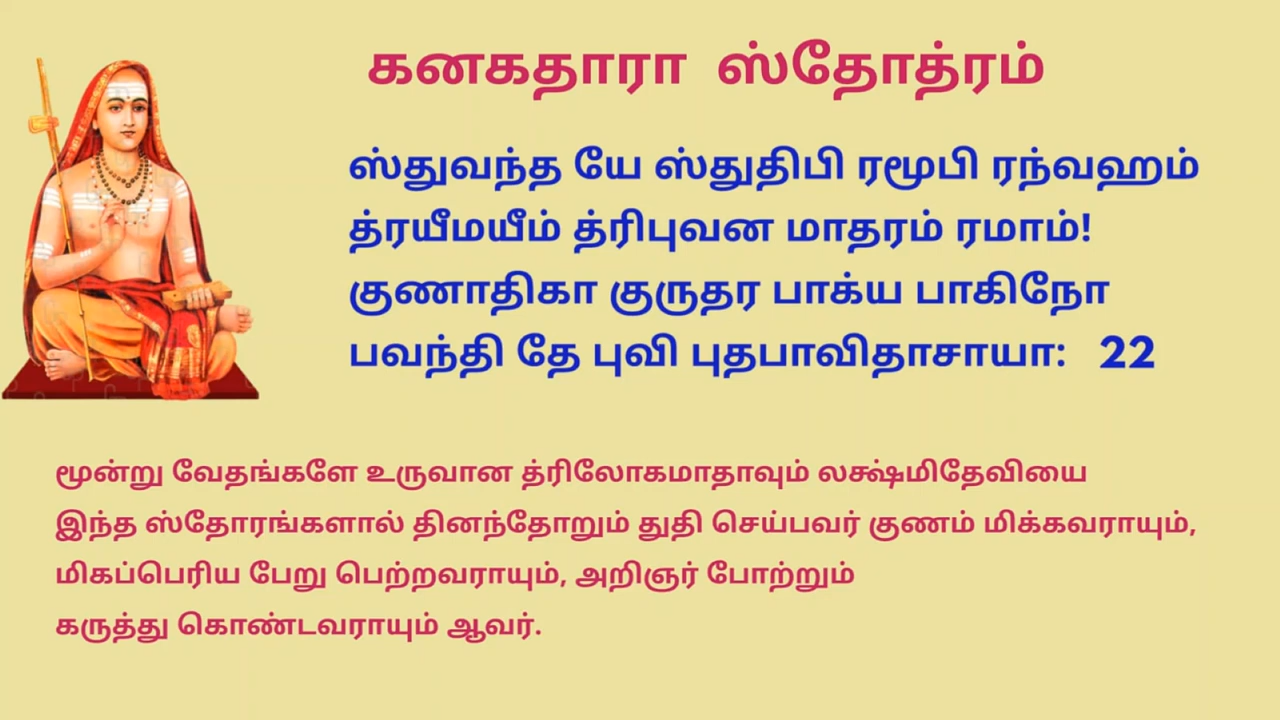 கனகதாரா ஸ்தோத்ரம்
ஸ்துவந்த யே ஸ்துதிபி ரமூபி ரந்வஹம்
த்ரயீமயீம் த்ரிபுவன மாதரம் ரமாம்!
குணாதிகா குருதர பாக்ய பாகிநோ
பவந்தி தே புவி புதபாவிதாசாயா: 22
மூன்று வேதங்களே உருவான த்ரிலோகமாதாவும் லக்ஷ்மிதேவியை
இந்த ஸ்தோரங்களால் தினந்தோறும் துதி செய்பவர் குணம் மிக்கவராயும்,
மிகப்பெரிய பேறு பெற்றவராயும், அறிஞர் போற்றும்
கருத்து கொண்டவராயும் ஆவர்.